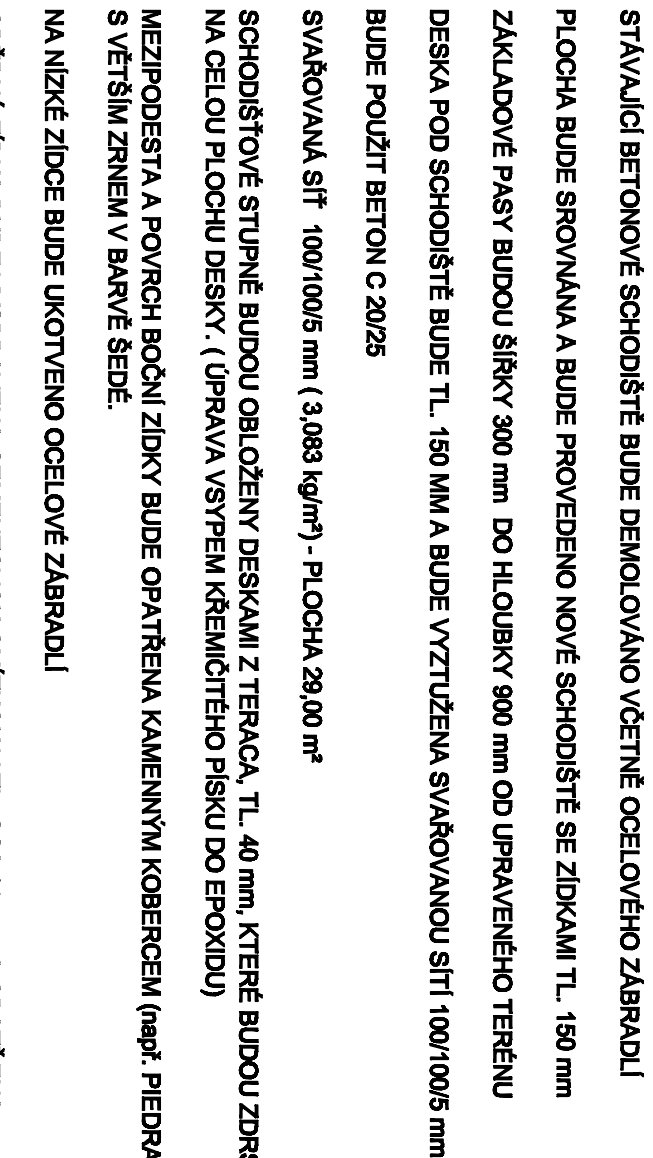 STÁVAJÍCÍ BETONOVÉ SCHODIŠTĚ BUDE DEMOLOVÁNO VČETNĚ OCELOVÉHO ZÁBRADLÍ
PLOCHA BUDE SROVNÁNA A BUDE PROVEDENO NOVÉ SCHODIŠTĚ SE ZÍDKAMI TL. 150 mm
ZÁKLADOVÉ PASY BUDOU ŠÍŘKY 300 mm DO HLOUBKY 900 mm OD UPRAVENÉHO TERÉNU
DESKA POD SCHODIŠTĚ BUDE TL. 150 MM A BUDE VYZTUŽENA SVAŘOVANOU SÍTÍ 100/100/5 mm
BUDE POUŽIT BETON C 20/25
SVAŘOVANÁ SÍŤ 100/100/5 mm ( 3,083 kg/m²) - PLOCHA 29,00 m²
SCHODIŠŤOVÉ STUPNĚ BUDOU OBLOŽENY DESKAMI Z TERACA, TL. 40 mm, KTERÉ BUDOU ZDRS
NA CELOU PLOCHU DESKY. ( ÚPRAVA VSYPEM KŘEMIČITÉHO PÍSKU DO EPOXIDU)
MEZIPODESTA A POVRCH BOČNÍ ZÍDKY BUDE OPATŘENA KAMENNÝM KOBERCEM (např. PIEDRA
S VĚTŠÍM ZRNEM V BARVĚ ŠEDÉ.
NA NÍZKÉ ZÍDCE BUDE UKOTVENO OCELOVÉ ZÁBRADLÍ